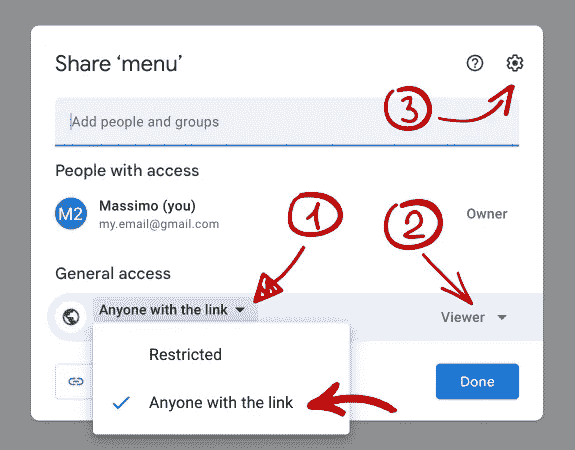 Share ‘menu’
3
Add people and groups
People with access
M2
Massimo (you)
my.email@gmail.com
Owner
1
2
General access
Anyone with the link
Viewer
Restricted
Anyone with the link
Done